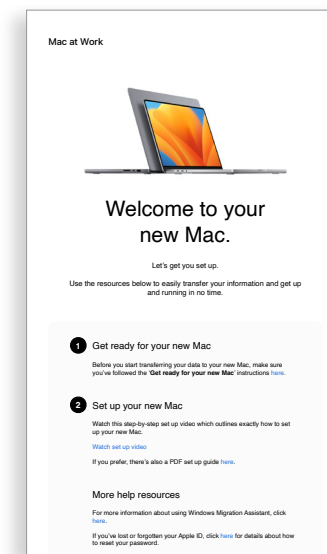 Mac at Work
Welcome to your
new Mac.
Let's get you set up.
Use the resources below to easily transfer your information and get up
and running in no time.
1 Get ready for your new Mac
Before you start transferring your data to your new Mac, make sure
you've followed the 'Get ready for your new Mac' instructions here.
2 Set up your new Mac
Watch this step-by-step set up video which outlines exactly how to set
up your new Mac.
Watch set up video
If you prefer, there's also a PDF set up guide here.
More help resources
For more information about using Windows Migration Assistant, click
here.
If you've lost or forgotten your Apple ID, click here for details about how
to reset your password.